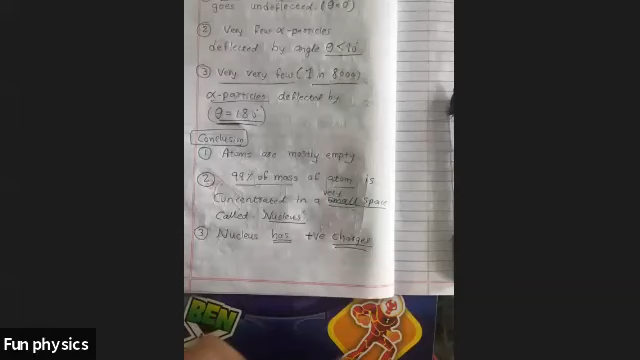 goes undeflected. (θ=0°)
② Very few α-particles
deflected by angle θ<90°
③ Very very few (1 in 8000)
α-particles deflected by
(θ=180°)
Conclusion
① Atoms are mostly empty
② 99% of mass of atom is
Concentrated in a very small space
called Nucleus
③ Nucleus has +ve charges
BEN
Fun physics